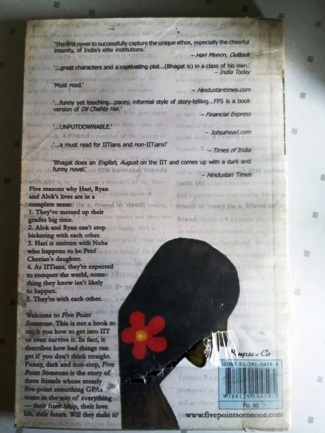 'The first novel to successfully capture the unique ethos, especially the cheerful
insanity, of India's elite institutions.'
– Hari Menon, Outlook
'...great characters and a captivating plot...(Bhagat is) in a class of his own.'
– India Today
'Must read.'
– Hindustantimes.com
'...funny yet touching...pacey, informal style of story-telling...FPS is a book
version of Dil Chahta Hai.'
– Financial Express
'...UNPUTDOWNABLE.'
– Jobsahead.com
'...a must read for IITians and non-IITians!'
– Times of India
'Bhagat does an English, August on the IIT and comes up with a dark and
funny novel.'
– Hindustan Times
Five reasons why Hari, Ryan
and Alok's lives are in a
complete mess:
1. They've messed up their
grades big time.
2. Alok and Ryan can't stop
bickering with each other.
3. Hari is smitten with Neha
who happens to be Prof
Cherian's daughter.
4. As IITians, they're expected
to conquer the world, some-
thing they know isn't likely
to happen.
5. They're with each other.
Welcome to Five Point
Someone. This is not a book to
teach you how to get into IIT
or even survive it. In fact, it
describes how bad things can
get if you don't think straight.
Funny, dark and non-stop, Five
Point Someone is the story of
three friends whose measly
five-point something GPAs
come in the way of everything
— their friendship, their love
life, their future. Will they make it?
& Co
www.fivepointsomeone.com